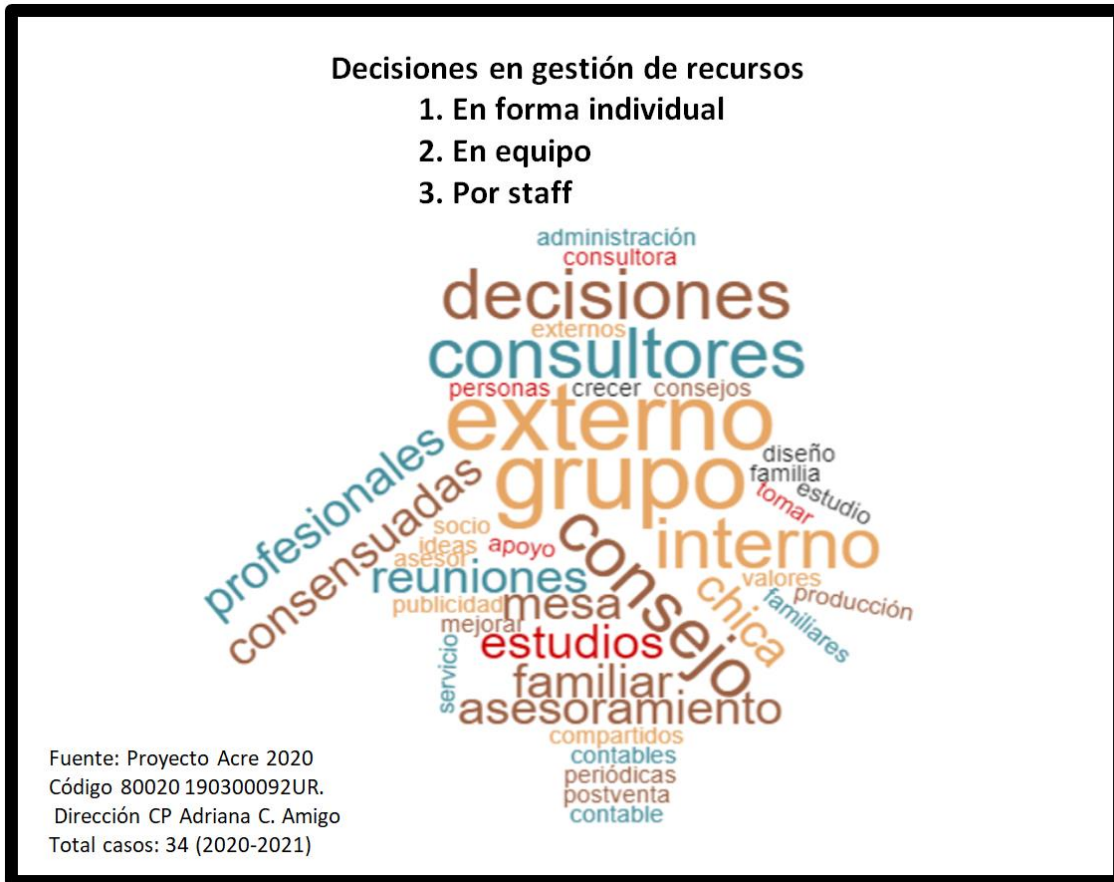 Decisiones en gestión de recursos
1. En forma individual
2. En equipo
3. Por staff
administración
consultora
decisiones
externos
consultores
personas crecer consejos
externo
profesionales
consensuadas
grupo
diseño
familia
estudio
tomar
interno
consejo
socio
ideas
apoyo
asesor
reuniones
chica
valores
producción
familiares
publicidad
mesa
mejorar
estudios
servicio
familiar
asesoramiento
compartidos
contables
periódicas
postventa
contable
Fuente: Proyecto Acre 2020
Código 80020 190300092UR.
Dirección CP Adriana C. Amigo
Total casos: 34 (2020-2021)